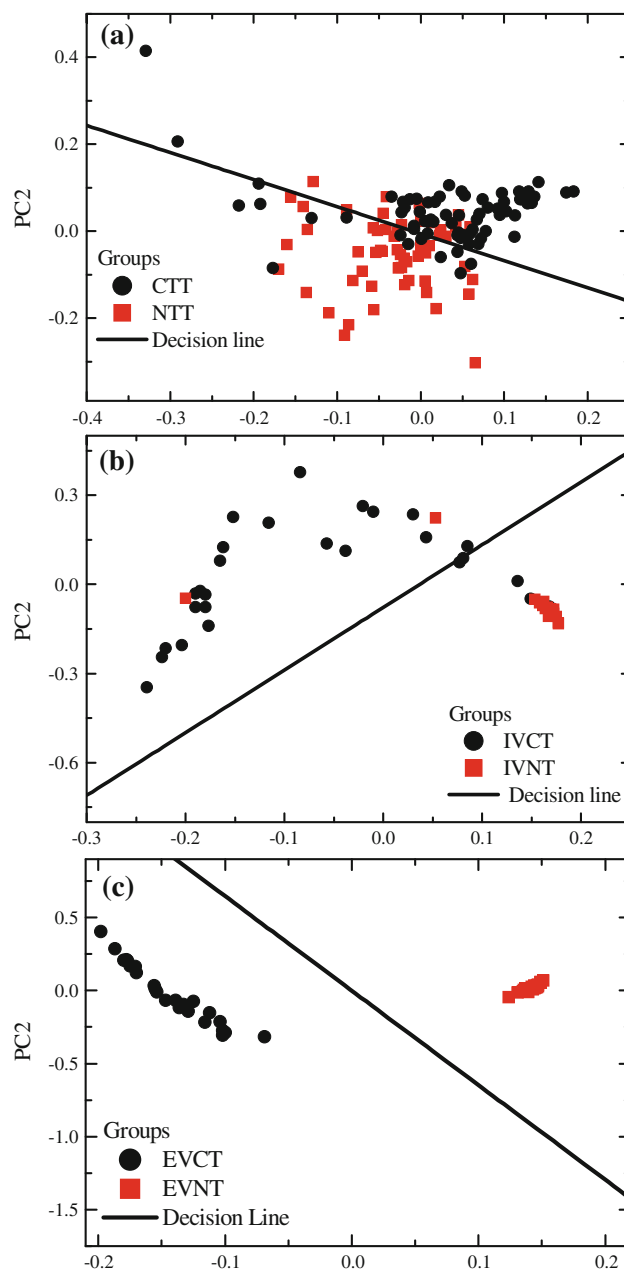 (a)
0.4
0.2
0.0
-0.2
PC2
Groups
CTT
NTT
Decision line
-0.4 -0.3 -0.2 -0.1 0.0 0.1 0.2
(b)
0.3
0.0
-0.3
-0.6
PC2
Groups
IVCT
IVNT
Decision line
-0.3 -0.2 -0.1 0.0 0.1 0.2
(c)
0.5
0.0
-0.5
-1.0
-1.5
PC2
Groups
EVCT
EVNT
Decision Line
-0.2 -0.1 0.0 0.1 0.2